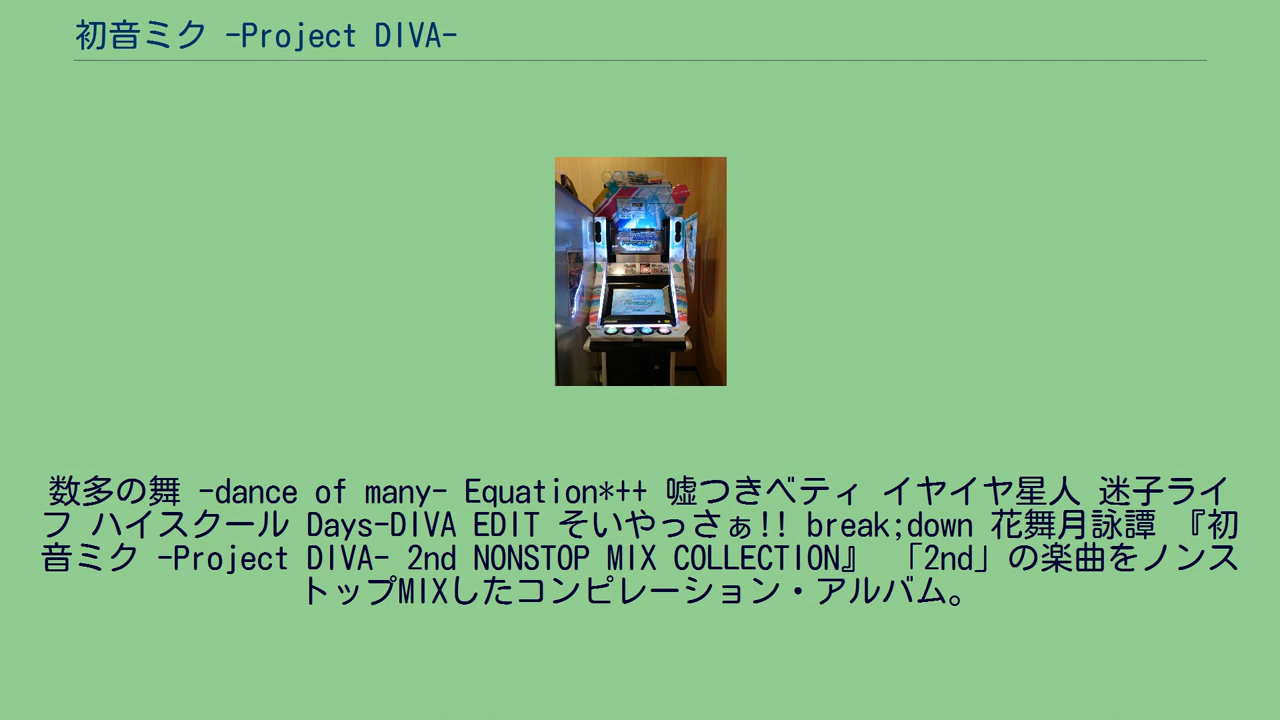 初音ミク -Project DIVA-
数多の舞 -dance of many- Equation*++ 嘘つきベティ イヤイヤ星人 迷子ライ
フ ハイスクール Days-DIVA EDIT そいやっさぁ!! break;down 花舞月詠譚 『初
音ミク -Project DIVA- 2nd NONSTOP MIX COLLECTION』 「2nd」の楽曲をノンス
トップMIXしたコンピレーション・アルバム。